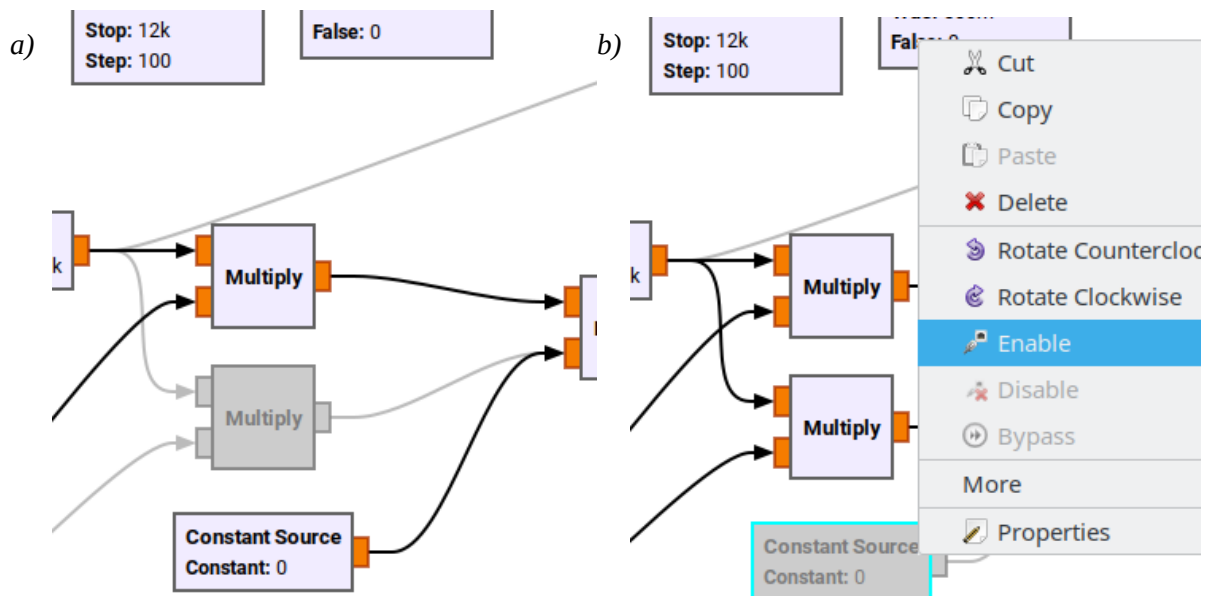 a)
Stop: 12k
Step: 100
False: 0
k
Multiply
Multiply
Constant Source
Constant: 0
b)
Stop: 12k
Step: 100
k
Multiply
Multiply
Constant Source
Constant: 0
Cut
Copy
Paste
Delete
Rotate Countercloc
Rotate Clockwise
Enable
Disable
Bypass
More
Properties